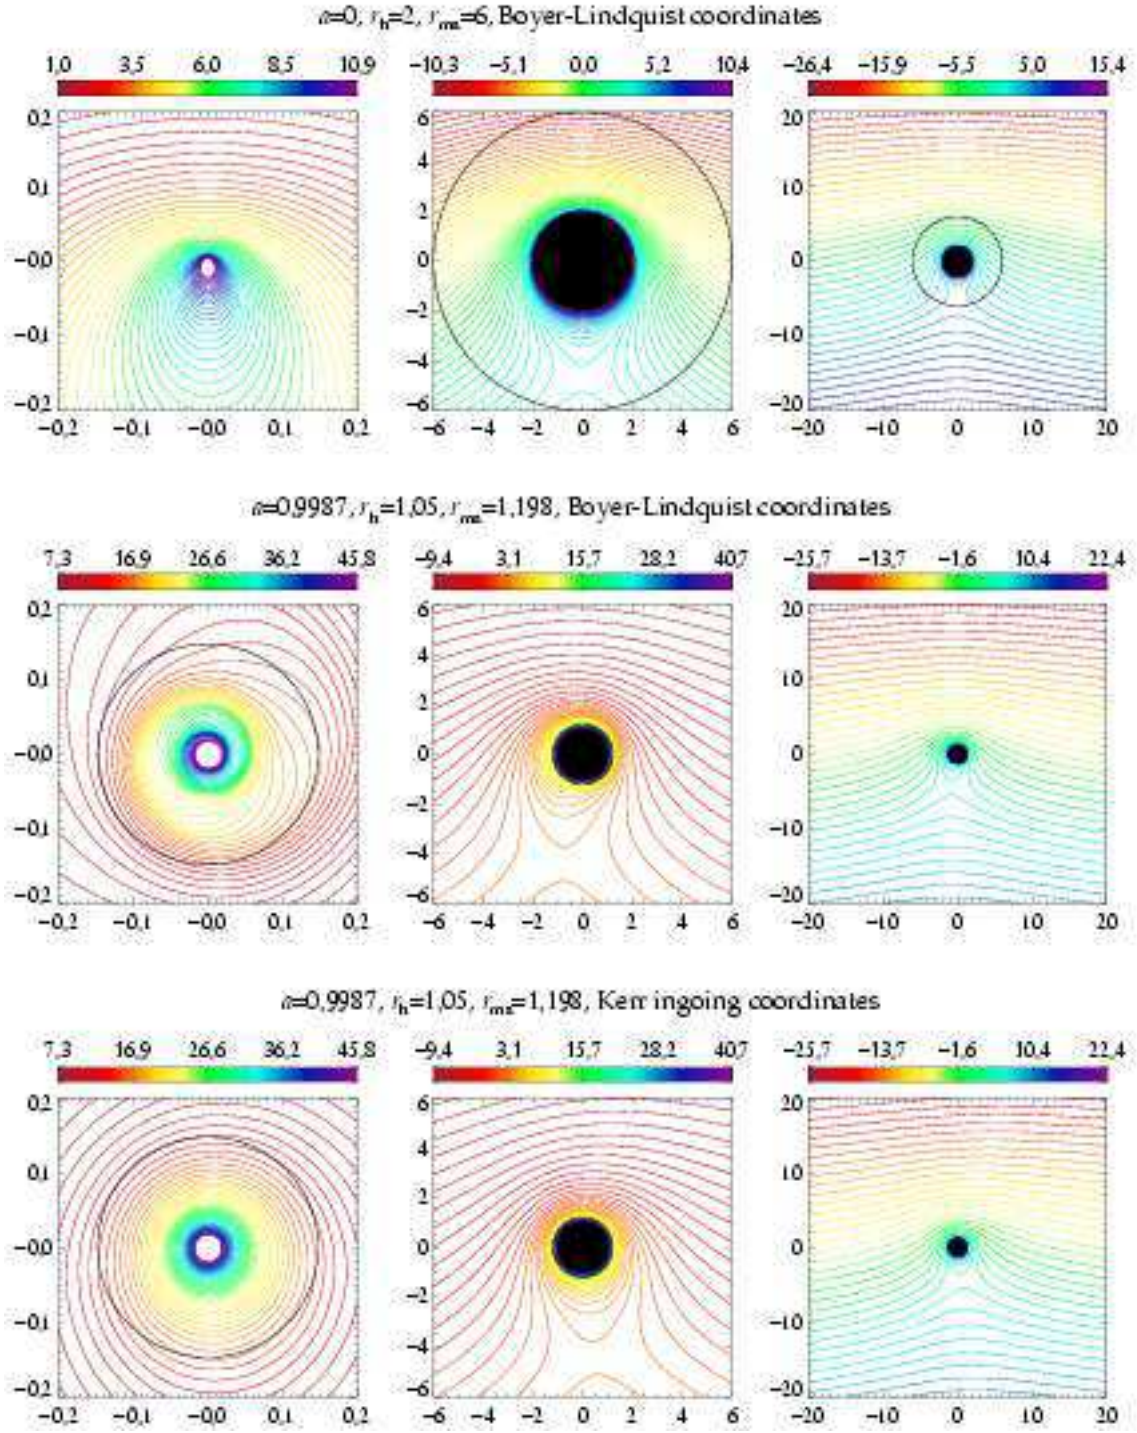 a=0, r_h=2, r_ms=6, Boyer-Lindquist coordinates
1.0 3.5 6.0 8.5 10.9
−10.3 −5.1 0.0 5.2 10.4
−26.4 −15.9 −5.5 5.0 15.4
0.2
0.1
−0.0
−0.1
−0.2
−0.2 −0.1 −0.0 0.1 0.2
6
4
2
0
−2
−4
−6
−6 −4 −2 0 2 4 6
20
10
0
−10
−20
−20 −10 0 10 20
a=0.9987, r_h=1.05, r_ms=1.198, Boyer-Lindquist coordinates
7.3 16.9 26.6 36.2 45.8
−9.4 3.1 15.7 28.2 40.7
−25.7 −13.7 −1.6 10.4 22.4
0.2
0.1
−0.0
−0.1
−0.2
−0.2 −0.1 −0.0 0.1 0.2
6
4
2
0
−2
−4
−6
−6 −4 −2 0 2 4 6
20
10
0
−10
−20
−20 −10 0 10 20
a=0.9987, r_h=1.05, r_ms=1.198, Kerr ingoing coordinates
7.3 16.9 26.6 36.2 45.8
−9.4 3.1 15.7 28.2 40.7
−25.7 −13.7 −1.6 10.4 22.4
0.2
0.1
−0.0
−0.1
−0.2
−0.2 −0.1 −0.0 0.1 0.2
6
4
2
0
−2
−4
−6
−6 −4 −2 0 2 4 6
20
10
0
−10
−20
−20 −10 0 10 20